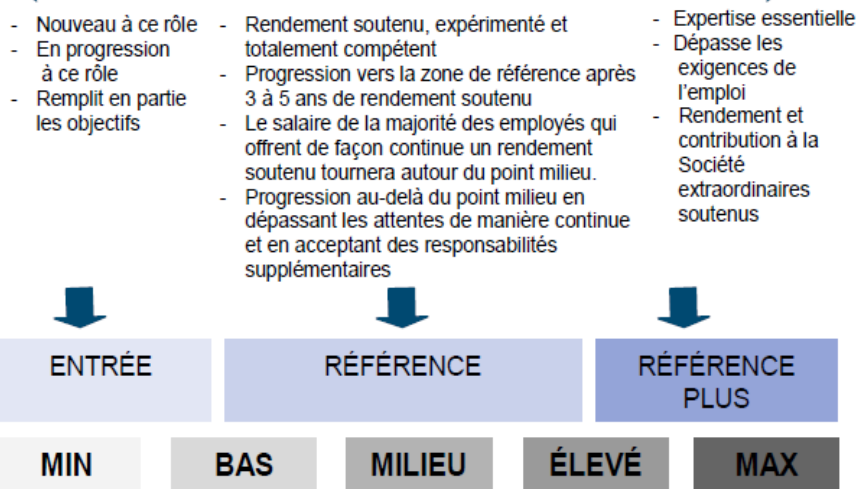 - Nouveau à ce rôle
- En progression
à ce rôle
- Remplit en partie
les objectifs
- Rendement soutenu, expérimenté et
totalement compétent
- Progression vers la zone de référence après
3 à 5 ans de rendement soutenu
- Le salaire de la majorité des employés qui
offrent de façon continue un rendement
soutenu tournera autour du point milieu.
- Progression au-delà du point milieu en
dépassant les attentes de manière continue
et en acceptant des responsabilités
supplémentaires
- Expertise essentielle
- Dépasse les
exigences de
l'emploi
- Rendement et
contribution à la
Société
extraordinaires
soutenus
ENTRÉE
RÉFÉRENCE
RÉFÉRENCE
PLUS
MIN
BAS
MILIEU
ÉLEVÉ
MAX